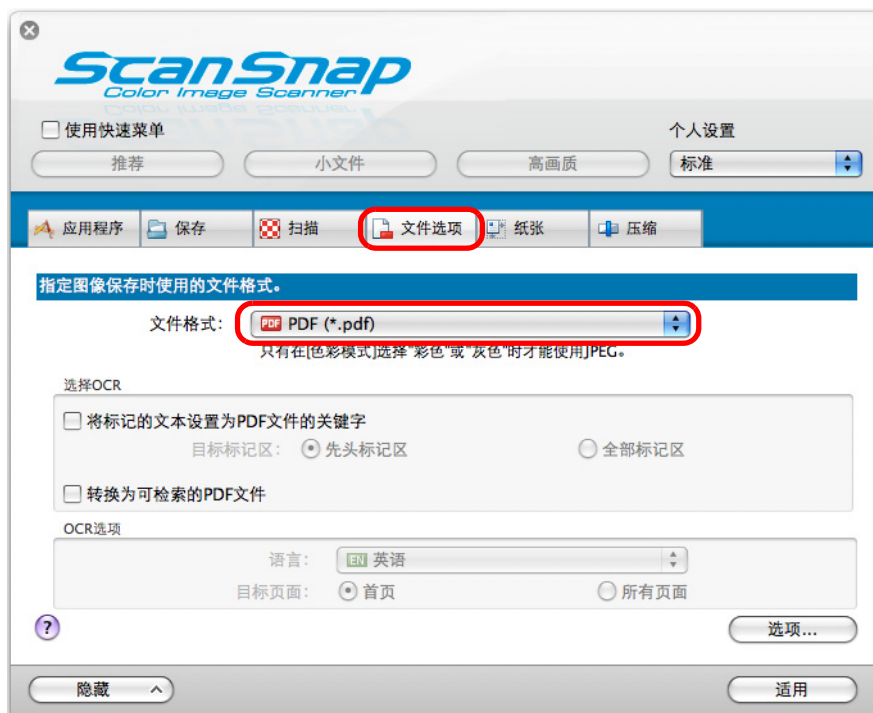 ScanSnap
Color Image Scanner
使用快速菜单
个人设置
推荐 小文件 高画质 标准
应用程序 保存 扫描 文件选项 纸张 压缩
指定图像保存时使用的文件格式。
文件格式: PDF PDF (*.pdf)
只有在[色彩模式]选择"彩色"或"灰色"时才能使用JPEG。
选择OCR
将标记的文本设置为PDF文件的关键字
目标标记区: 先头标记区 全部标记区
转换为可检索的PDF文件
OCR选项
语言: EN 英语
目标页面: 首页 所有页面
? 选项...
隐藏 适用